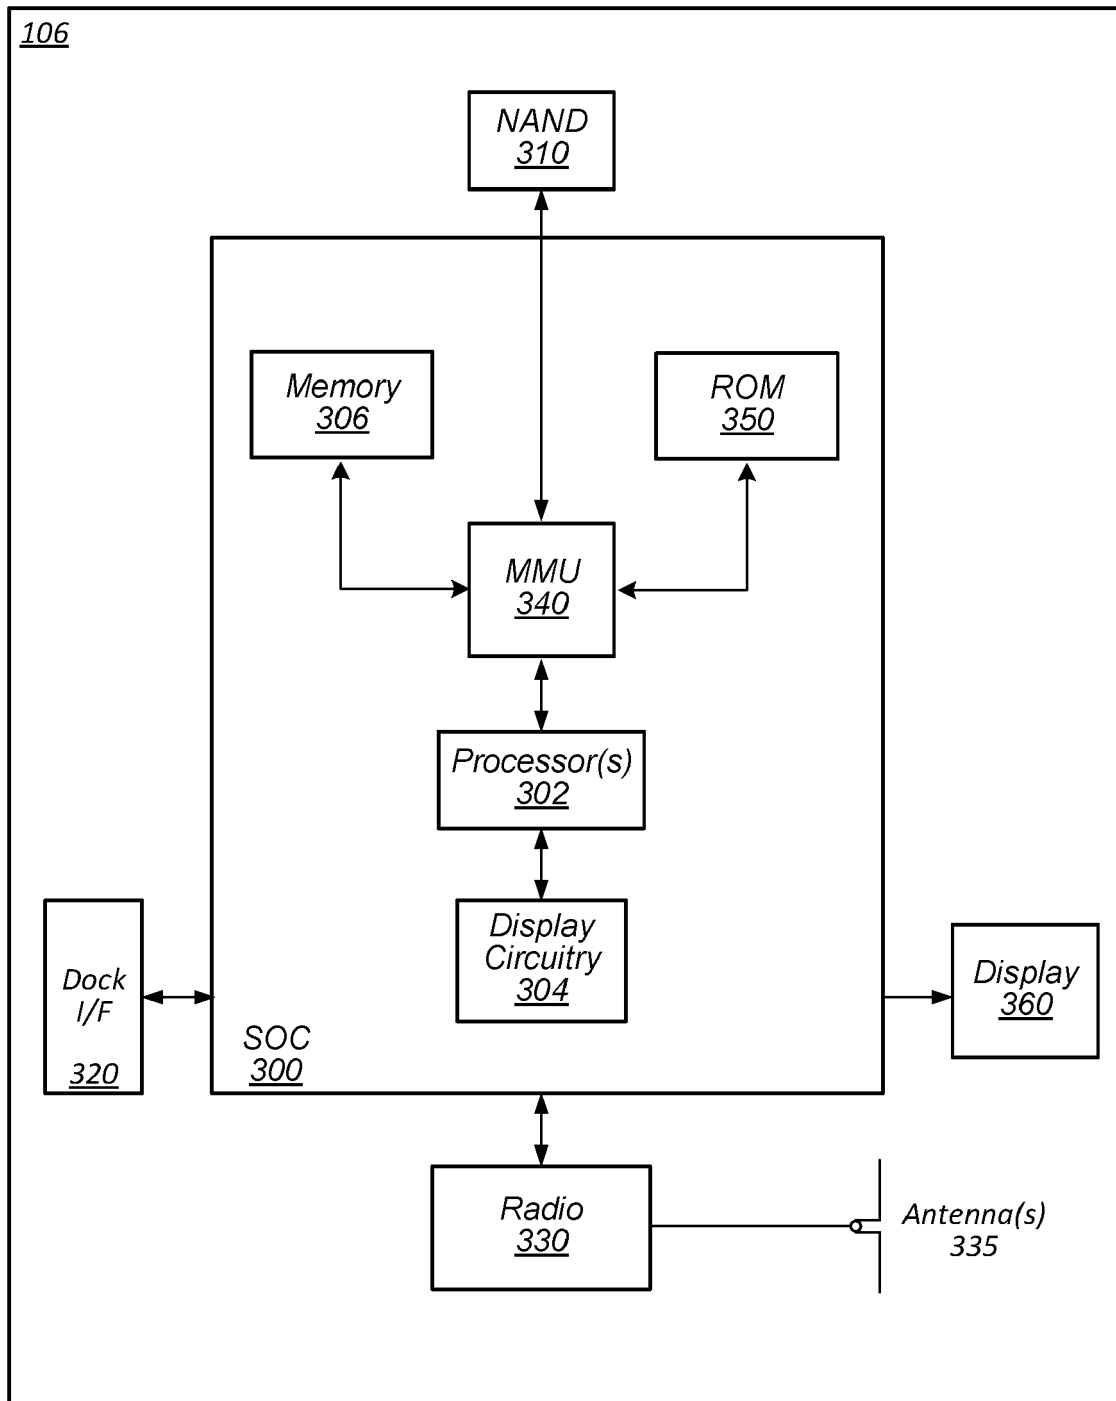 106
NAND
310
Memory
306
ROM
350
MMU
340
Processor(s)
302
Display
Circuitry
304
Dock
I/F
320
SOC
300
Display
360
Radio
330
Antenna(s)
335